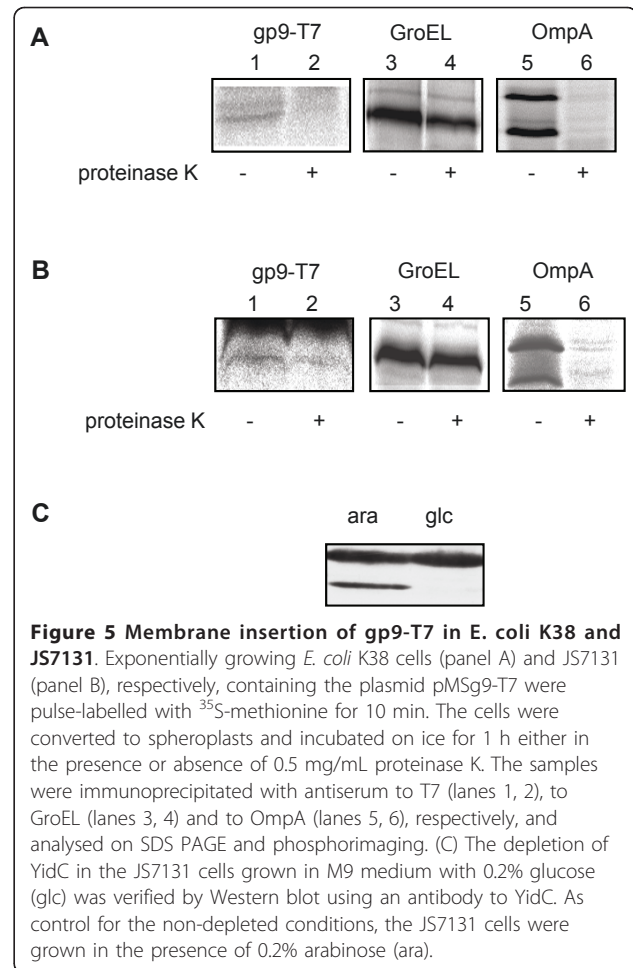 A
gp9-T7 GroEL OmpA
1 2 3 4 5 6
proteinase K - + - + - +
B
gp9-T7 GroEL OmpA
1 2 3 4 5 6
proteinase K - + - + - +
C
ara glc
Figure 5 Membrane insertion of gp9-T7 in E. coli K38 and
JS7131. Exponentially growing E. coli K38 cells (panel A) and JS7131
(panel B), respectively, containing the plasmid pMSg9-T7 were
pulse-labelled with ³⁵S-methionine for 10 min. The cells were
converted to spheroplasts and incubated on ice for 1 h either in
the presence or absence of 0.5 mg/mL proteinase K. The samples
were immunoprecipitated with antiserum to T7 (lanes 1, 2), to
GroEL (lanes 3, 4) and to OmpA (lanes 5, 6), respectively, and
analysed on SDS PAGE and phosphorimaging. (C) The depletion of
YidC in the JS7131 cells grown in M9 medium with 0.2% glucose
(glc) was verified by Western blot using an antibody to YidC. As
control for the non-depleted conditions, the JS7131 cells were
grown in the presence of 0.2% arabinose (ara).